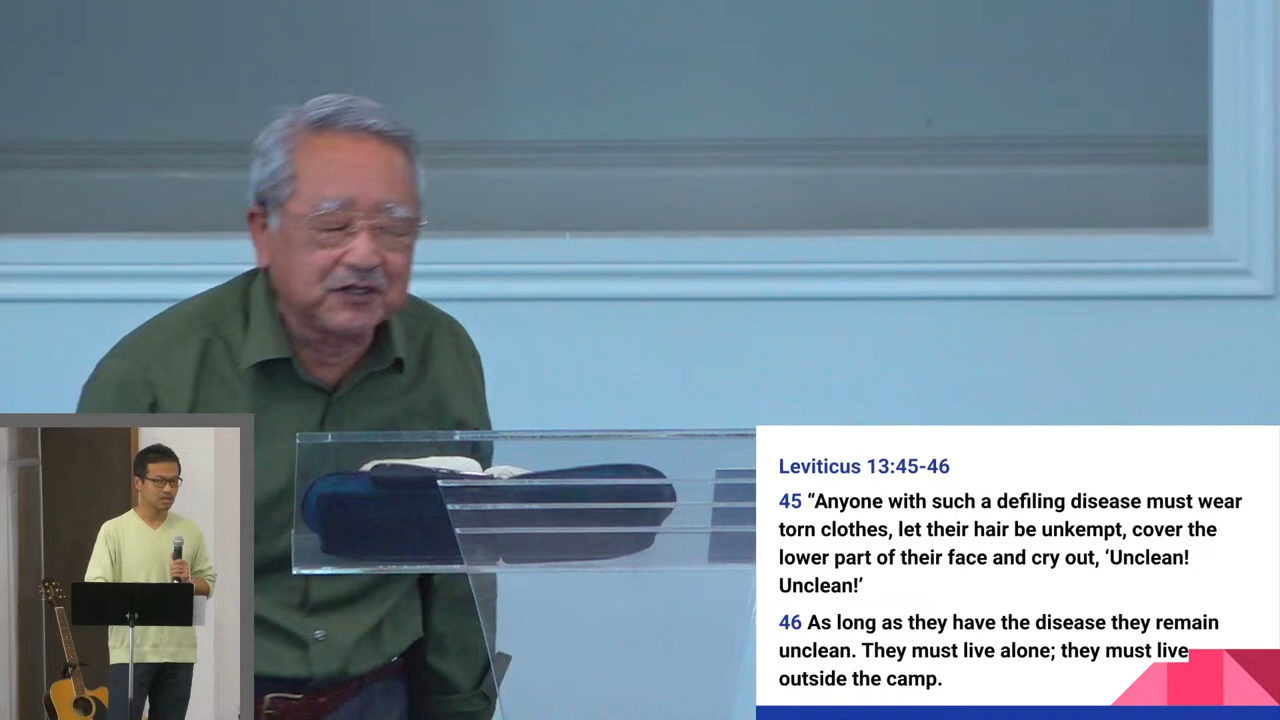 Leviticus 13:45-46
45 “Anyone with such a defiling disease must wear
torn clothes, let their hair be unkempt, cover the
lower part of their face and cry out, ‘Unclean!
Unclean!’
46 As long as they have the disease they remain
unclean. They must live alone; they must live
outside the camp.